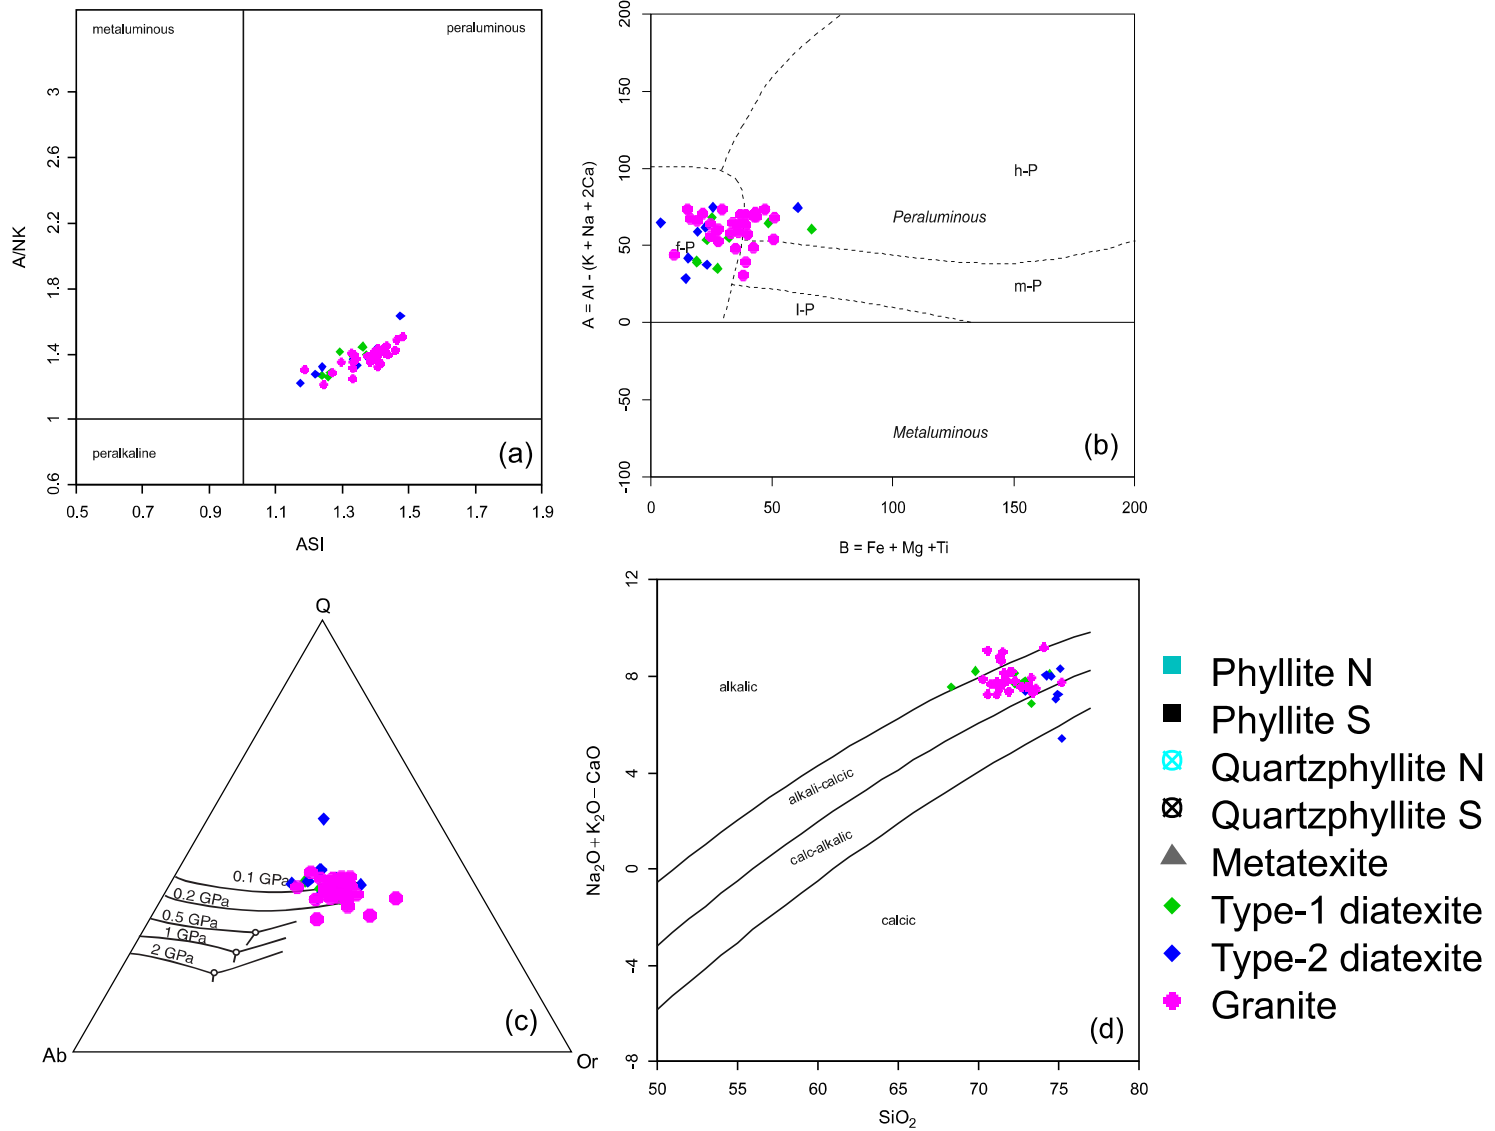 metaluminous
peraluminous
3
2.6
2.2
1.8
1.4
1
0.6
A/NK
peralkaline
(a)
0.5
0.7
0.9
1.1
1.3
1.5
1.7
1.9
ASI
200
150
100
50
0
-50
-100
A = Al - (K + Na + 2Ca)
h-P
Peraluminous
f-P
m-P
l-P
Metaluminous
(b)
0
50
100
150
200
B = Fe + Mg +Ti
Q
0.1 GPa
0.2 GPa
0.5 GPa
1 GPa
2 GPa
(c)
Ab
Or
12
8
4
0
-4
-8
Na₂O + K₂O – CaO
alkalic
alkali-calcic
calc-alkalic
calcic
(d)
50
55
60
65
70
75
80
SiO₂
Phyllite N
Phyllite S
Quartzphyllite N
Quartzphyllite S
Metatexite
Type-1 diatexite
Type-2 diatexite
Granite